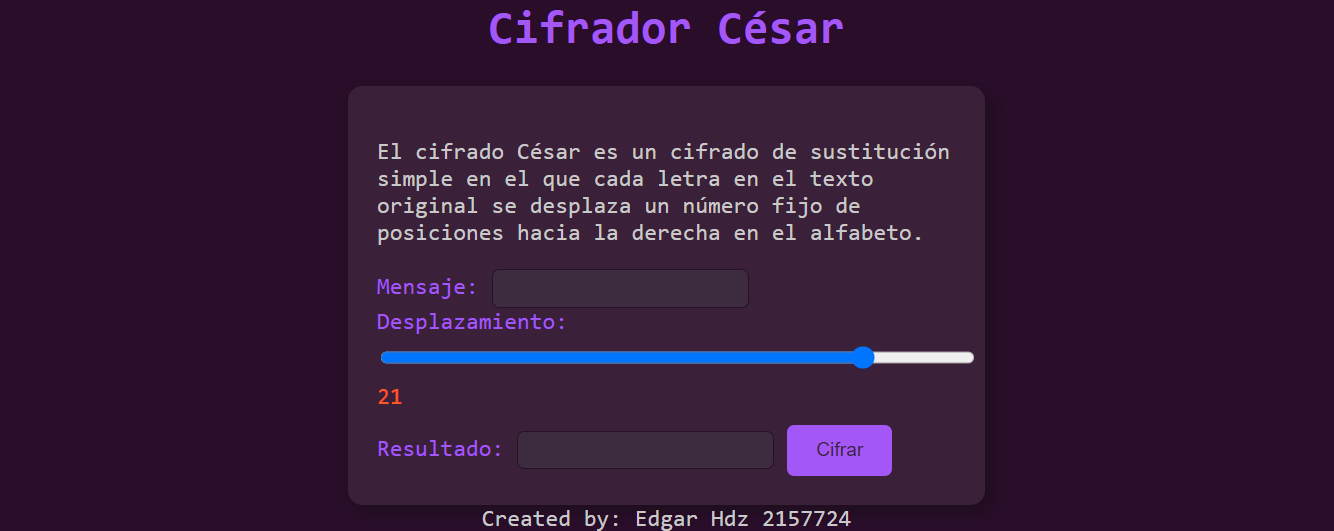 Cifrador César
El cifrado César es un cifrado de sustitución
simple en el que cada letra en el texto
original se desplaza un número fijo de
posiciones hacia la derecha en el alfabeto.
Mensaje:
Desplazamiento:
21
Resultado: Cifrar
Created by: Edgar Hdz 2157724